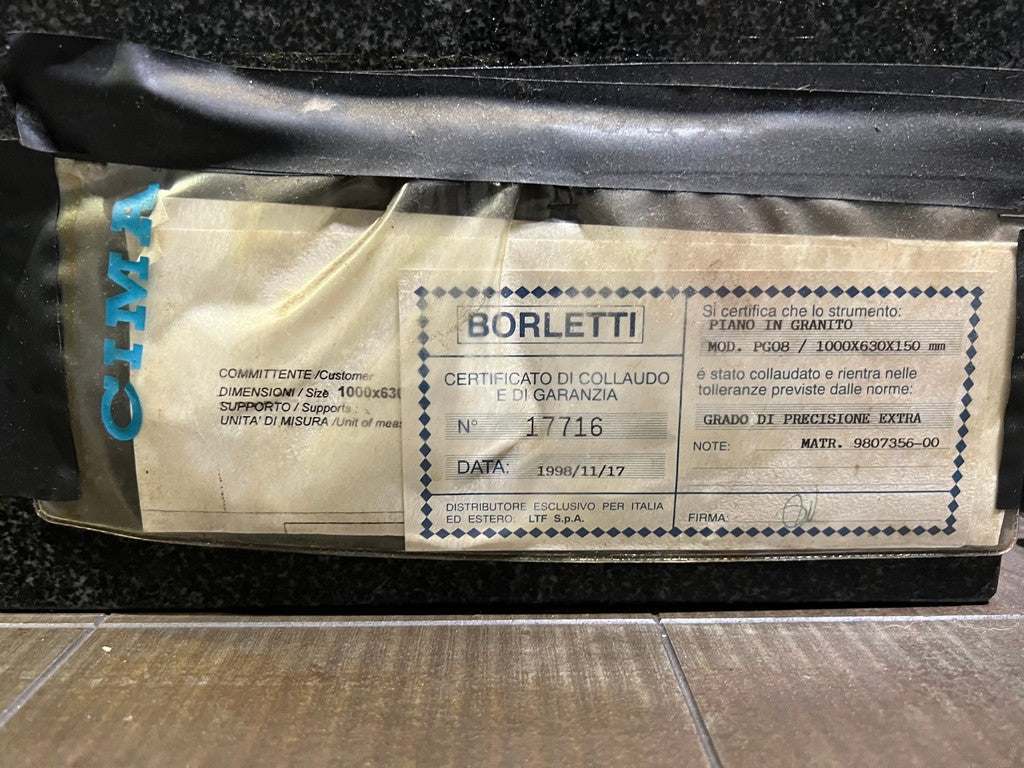 CIMA
COMMITTENTE /Customer
DIMENSIONI / Size 1000x630
SUPPORTO / Supports :
UNITA' DI MISURA /Unit of meas
BORLETTI
CERTIFICATO DI COLLAUDO
E DI GARANZIA
N° 17716
DATA: 1998/11/17
DISTRIBUTORE ESCLUSIVO PER ITALIA
ED ESTERO: LTF S.p.A.
Si certifica che lo strumento:
PIANO IN GRANITO
MOD. PG08 / 1000X630X150 mm
é stato collaudato e rientra nelle
tolleranze previste dalle norme:
GRADO DI PRECISIONE EXTRA
NOTE: MATR. 9807356-00
FIRMA: